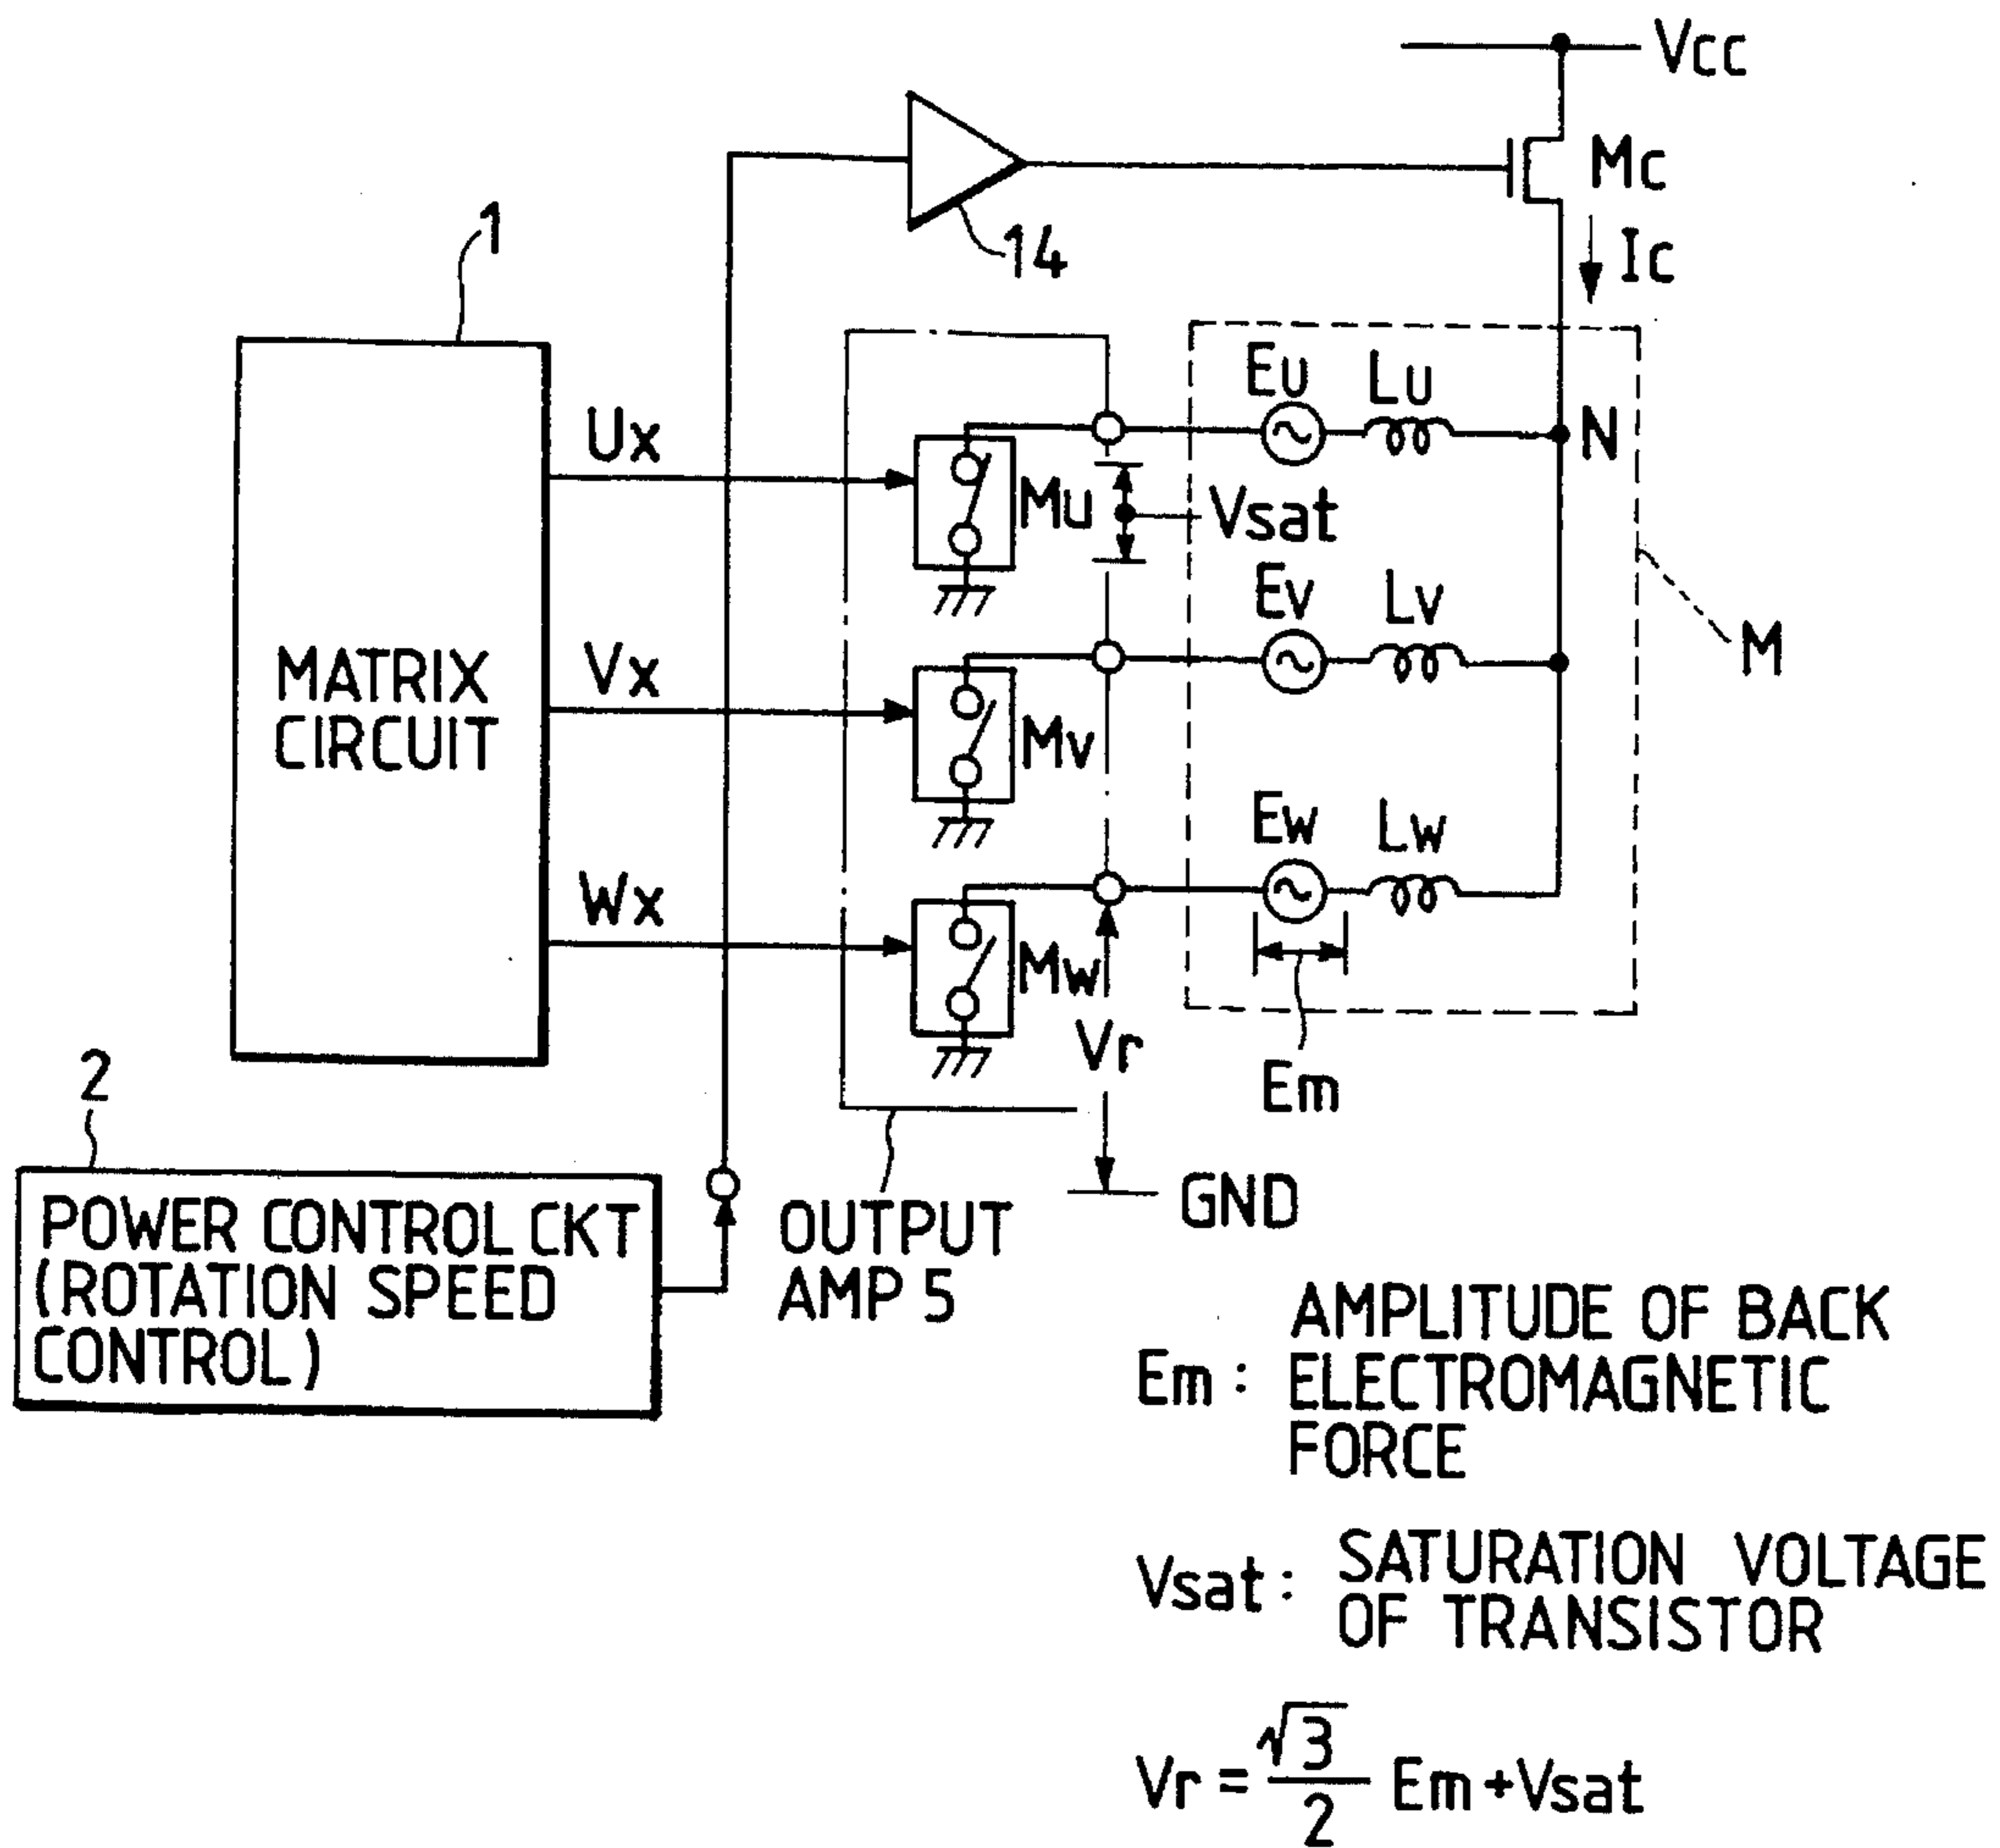 Vcc
Mc
14
Ic
1
Eu
Lu
N
Ux
Mu
Vsat
Ev
Lv
M
MATRIX
CIRCUIT
Vx
Mv
Ew
Lw
Wx
Mw
Vr
Em
2
POWER CONTROL CKT
(ROTATION SPEED
CONTROL)
OUTPUT
AMP 5
GND
Em : AMPLITUDE OF BACK
ELECTROMAGNETIC
FORCE
Vsat : SATURATION VOLTAGE
OF TRANSISTOR
Vr = √3/2 Em + Vsat